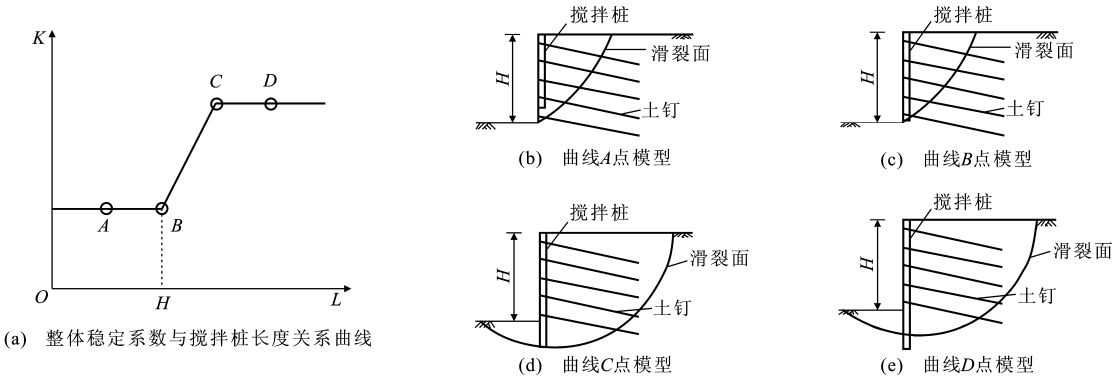 K
C
D
A
B
O
H
L
(a) 整体稳定系数与搅拌桩长度关系曲线
搅拌桩
滑裂面
H
土钉
(b) 曲线A点模型
搅拌桩
滑裂面
H
土钉
(c) 曲线B点模型
搅拌桩
滑裂面
H
土钉
(d) 曲线C点模型
搅拌桩
滑裂面
H
土钉
(e) 曲线D点模型